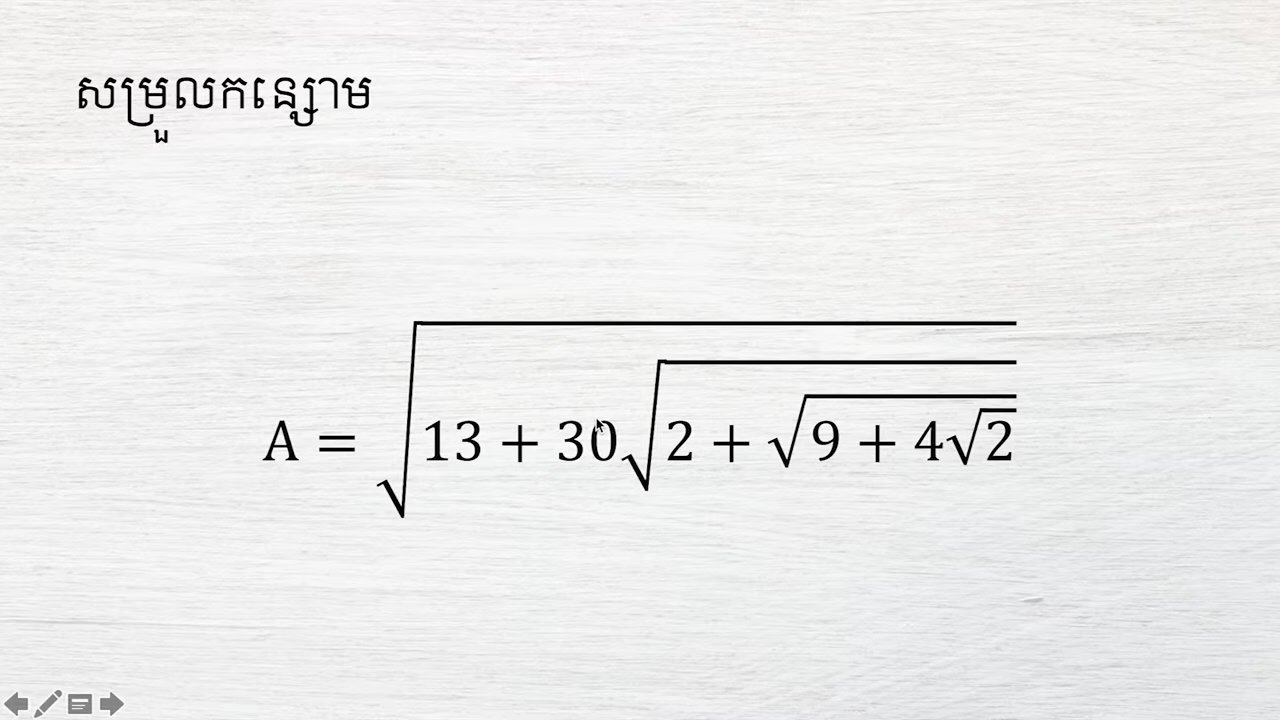 សម្រួលកន្សោម
A = √(13 + 30√(2 + √(9 + 4√2)))